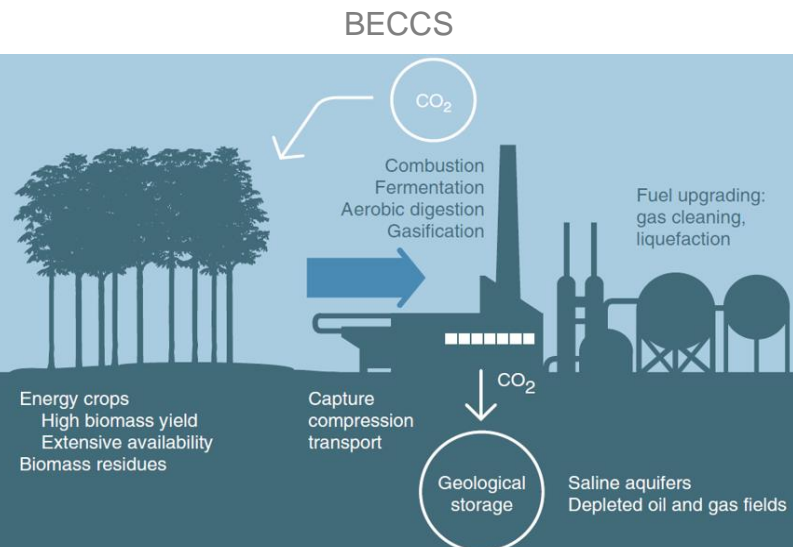 BECCS
CO₂
Combustion
Fermentation
Aerobic digestion
Gasification
Fuel upgrading:
gas cleaning,
liquefaction
Energy crops
High biomass yield
Extensive availability
Biomass residues
Capture
compression
transport
CO₂
Geological
storage
Saline aquifers
Depleted oil and gas fields